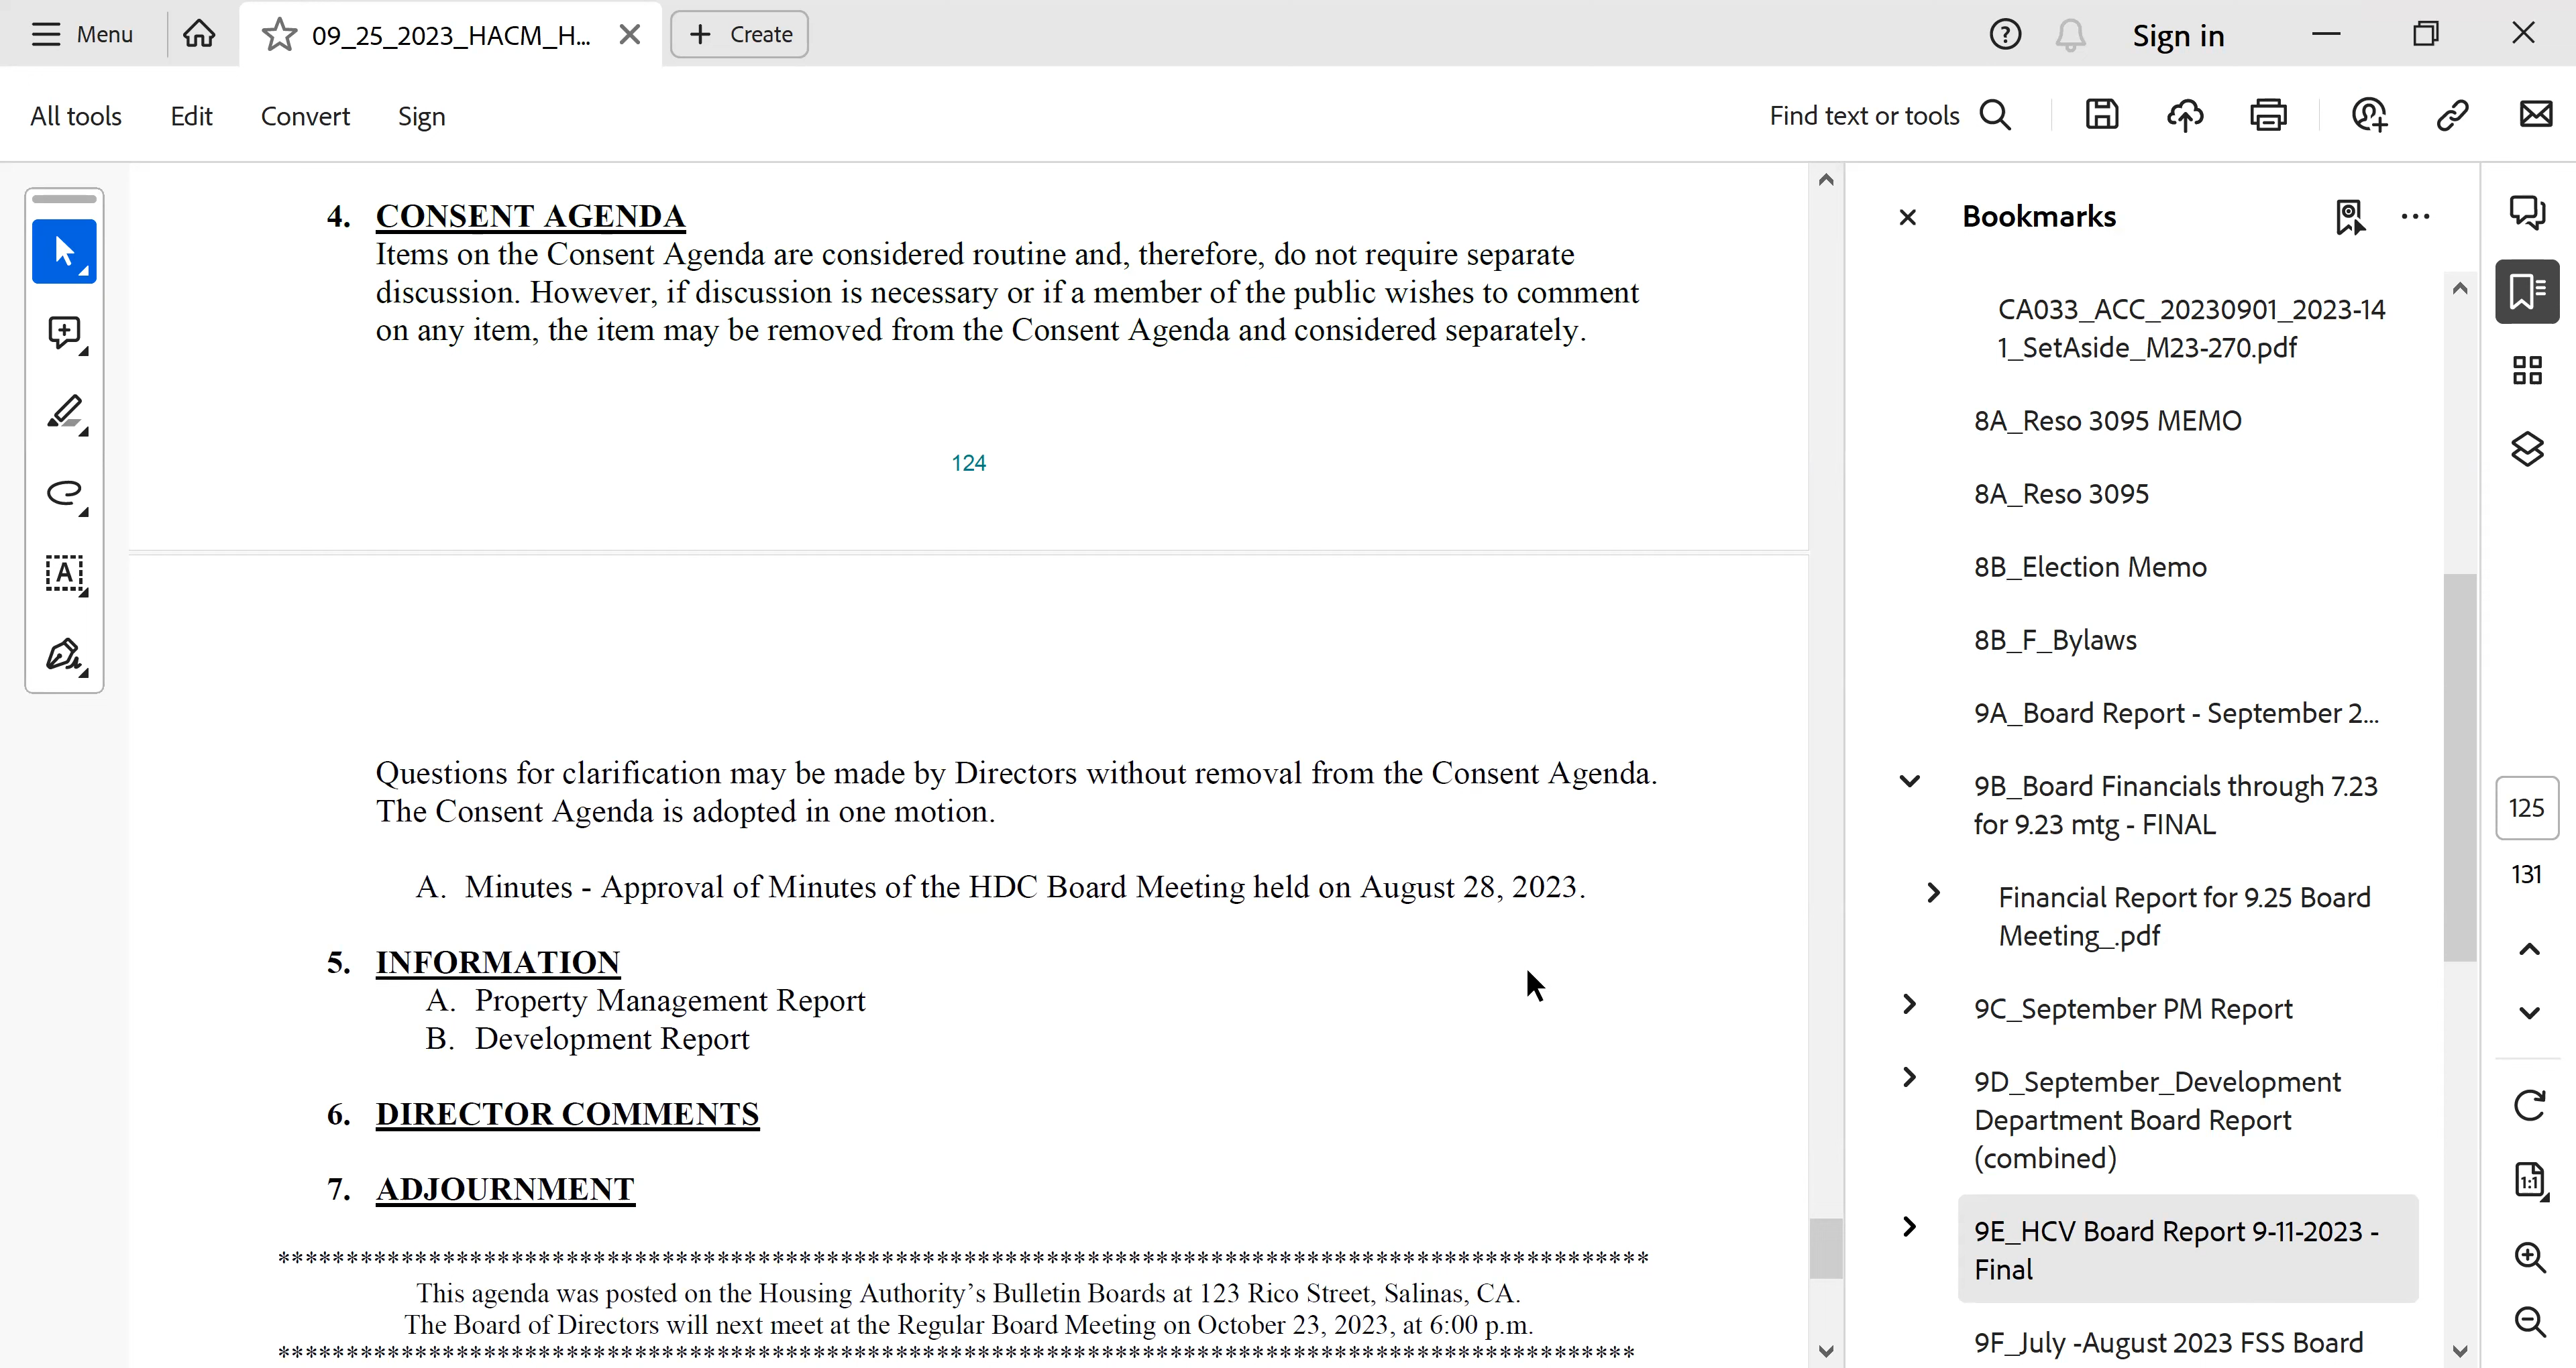 Menu
09_25_2023_HACM_H...
Create
Sign in
All tools
Edit
Convert
Sign
Find text or tools
4. CONSENT AGENDA
Items on the Consent Agenda are considered routine and, therefore, do not require separate
discussion. However, if discussion is necessary or if a member of the public wishes to comment
on any item, the item may be removed from the Consent Agenda and considered separately.
124
Questions for clarification may be made by Directors without removal from the Consent Agenda.
The Consent Agenda is adopted in one motion.
A. Minutes - Approval of Minutes of the HDC Board Meeting held on August 28, 2023.
5. INFORMATION
A. Property Management Report
B. Development Report
6. DIRECTOR COMMENTS
7. ADJOURNMENT
****************************************************************************************************
This agenda was posted on the Housing Authority's Bulletin Boards at 123 Rico Street, Salinas, CA.
The Board of Directors will next meet at the Regular Board Meeting on October 23, 2023, at 6:00 p.m.
***************************************************************************************************
Bookmarks
CA033_ACC_20230901_2023-14
1_SetAside_M23-270.pdf
8A_Reso 3095 MEMO
8A_Reso 3095
8B_Election Memo
8B_F_Bylaws
9A_Board Report - September 2...
9B_Board Financials through 7.23
for 9.23 mtg - FINAL
Financial Report for 9.25 Board
Meeting_.pdf
9C_September PM Report
9D_September_Development
Department Board Report
(combined)
9E_HCV Board Report 9-11-2023 -
Final
9F_July -August 2023 FSS Board
125
131
1:1